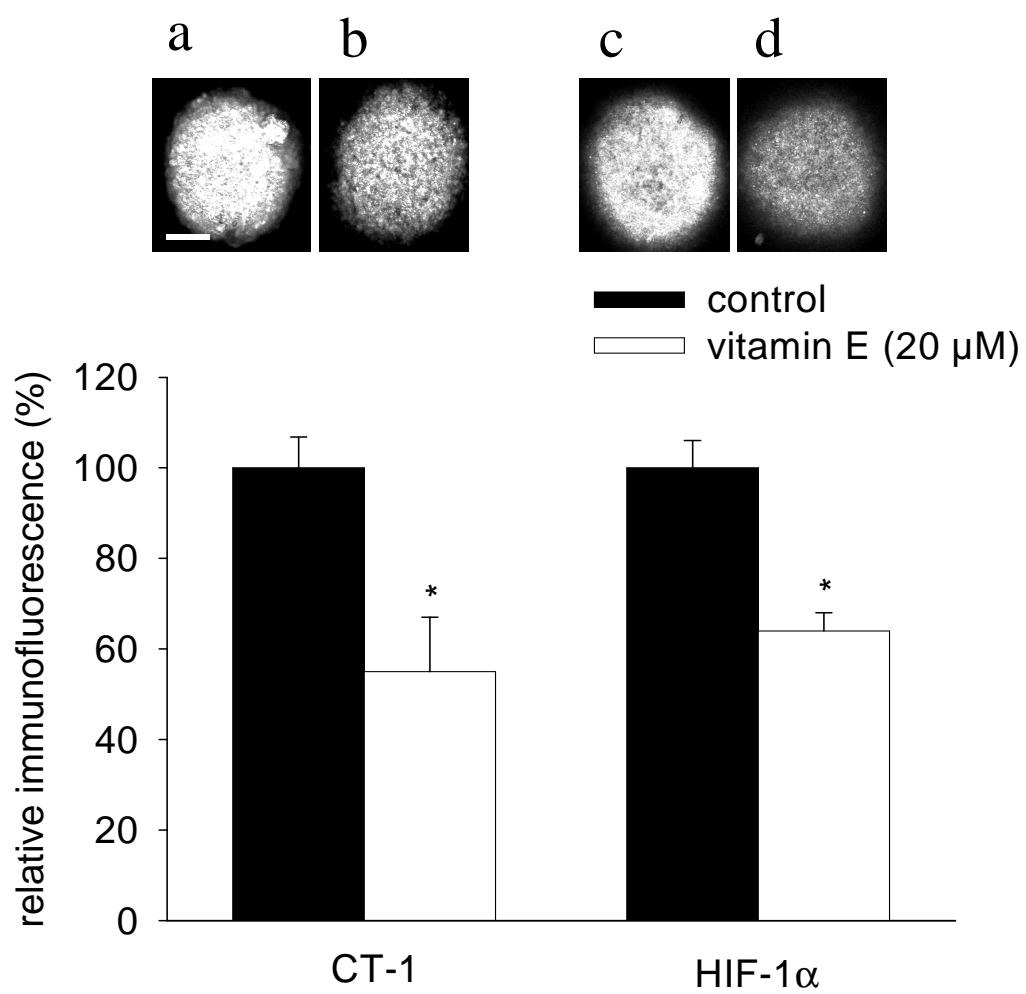 a b c d
control
vitamin E (20 µM)
relative immunofluorescence (%)
120
100
80
60
40
20
0
*
*
CT-1 HIF-1α